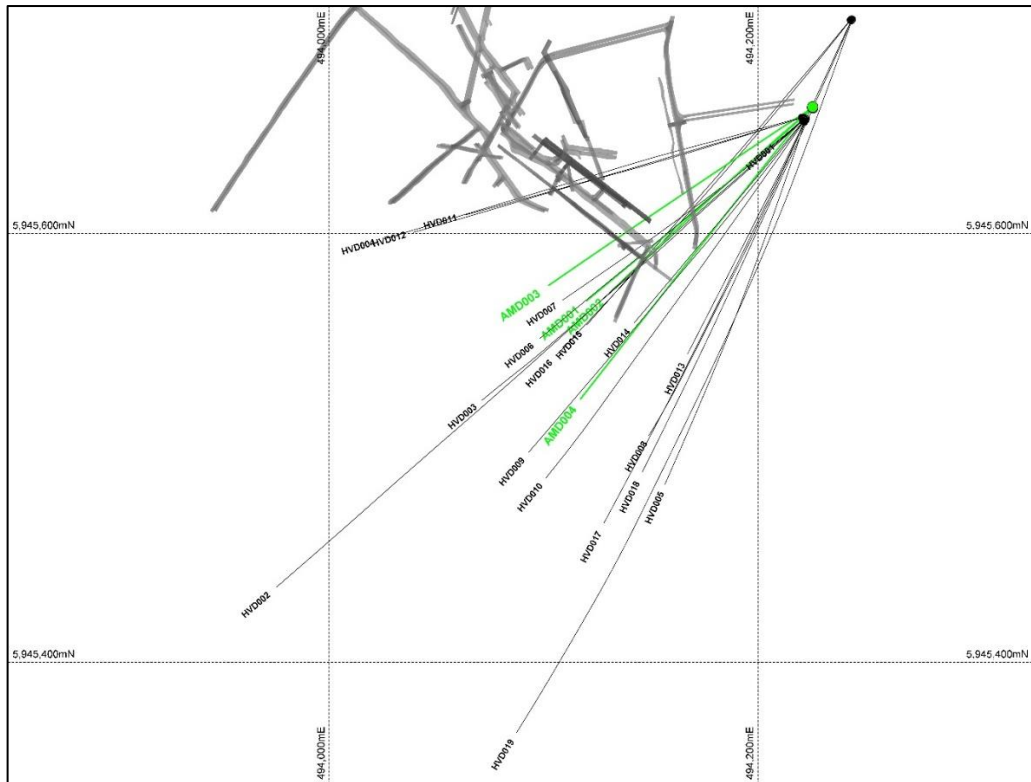 494,000mE
494,200mE
HVD001
5,945,600mN
5,945,600mN
HVD011
HVD012
HVD004
AMD003
HVD007
AMD001
AMD002
HVD006
HVD015
HVD014
HVD016
HVD013
HVD003
AMD004
HVD009
HVD008
HVD010
HVD018
HVD005
HVD017
HVD002
5,945,400mN
5,945,400mN
494,000mE
494,200mE
HVD019